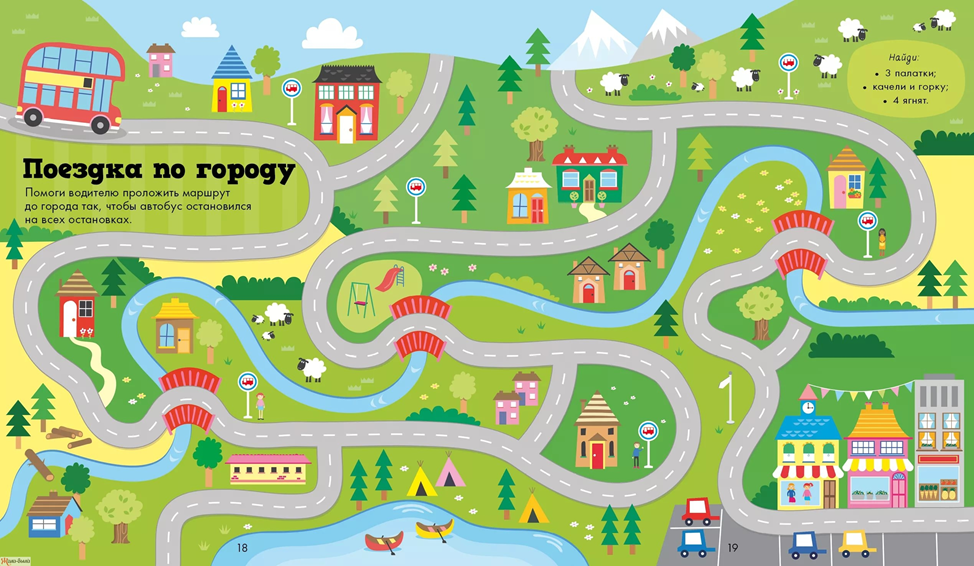 Поездка по городу
Помоги водителю проложить маршрут
до города так, чтобы автобус остановился
на всех остановках.
Найди:
• 3 палатки;
• качели и горку;
• 4 ягнят.
18
19